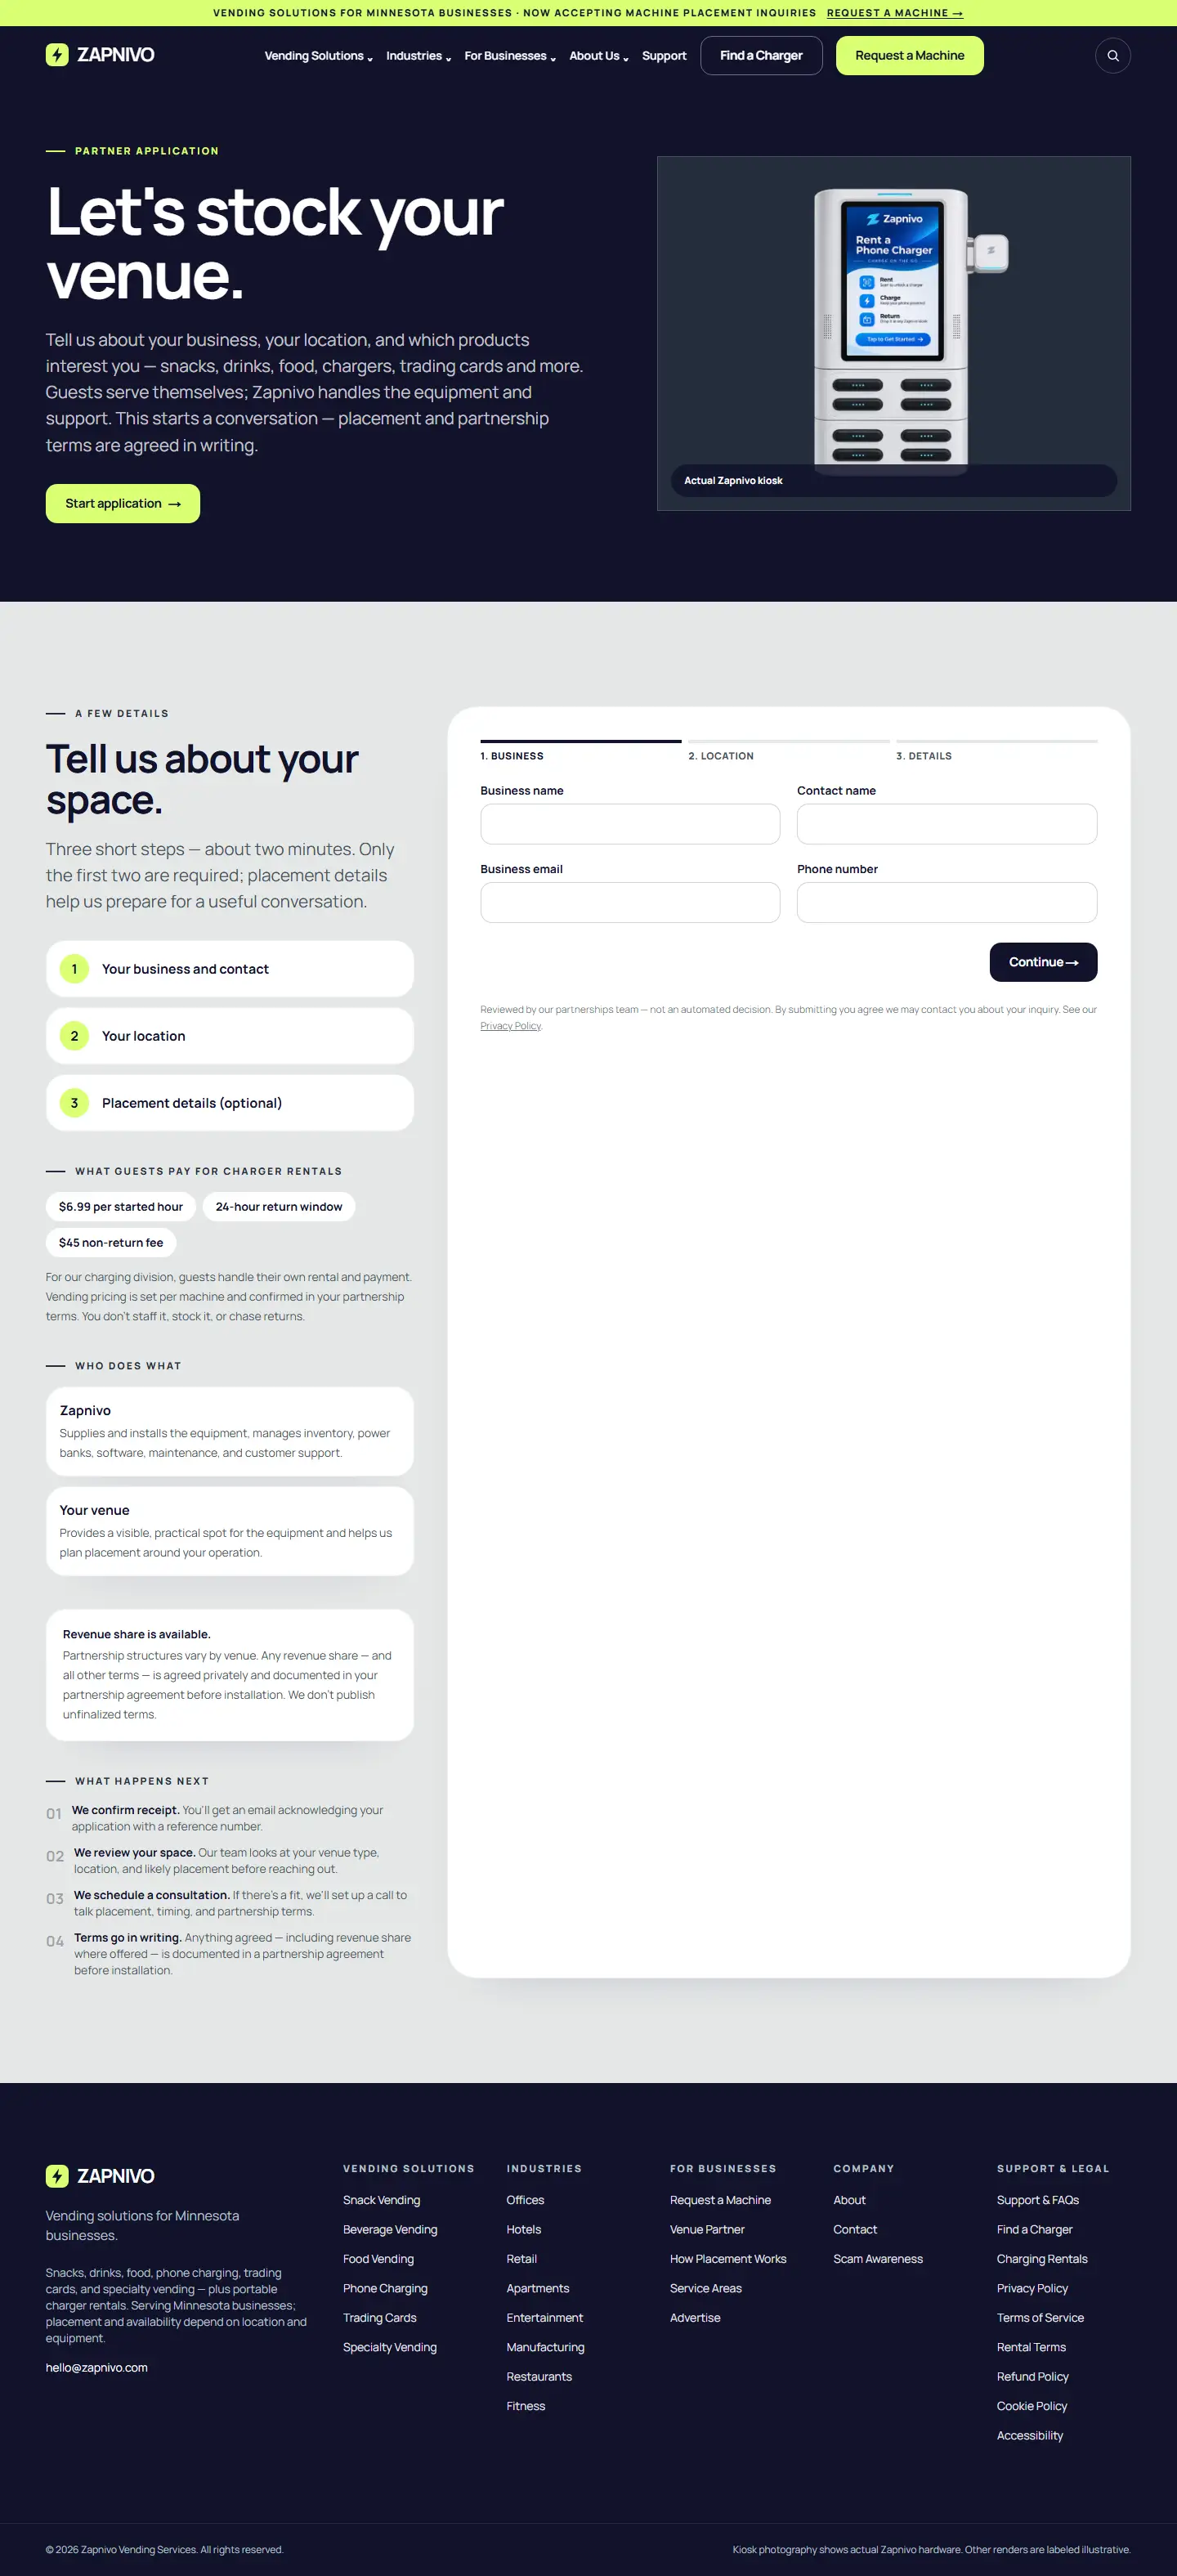 VENDING SOLUTIONS FOR MINNESOTA BUSINESSES · NOW ACCEPTING MACHINE PLACEMENT INQUIRIES REQUEST A MACHINE →
ZAPNIVO
Vending Solutions
Industries
For Businesses
About Us
Support
Find a Charger
Request a Machine
PARTNER APPLICATION
Let's stock your
venue.
Tell us about your business, your location, and which products
interest you — snacks, drinks, food, chargers, trading cards and more.
Guests serve themselves; Zapnivo handles the equipment and
support. This starts a conversation — placement and partnership
terms are agreed in writing.
Start application →
Zapnivo
Rent a
Phone Charger
Rent
Charge
Return
Tap to Get Started →
Actual Zapnivo kiosk
A FEW DETAILS
Tell us about your
space.
Three short steps — about two minutes. Only
the first two are required; placement details
help us prepare for a useful conversation.
1 Your business and contact
2 Your location
3 Placement details (optional)
WHAT GUESTS PAY FOR CHARGER RENTALS
$6.99 per started hour
24-hour return window
$45 non-return fee
For our charging division, guests handle their own rental and payment.
Vending pricing is set per machine and confirmed in your partnership
terms. You don't staff it, stock it, or chase returns.
WHO DOES WHAT
Zapnivo
Supplies and installs the equipment, manages inventory, power
banks, software, maintenance, and customer support.
Your venue
Provides a visible, practical spot for the equipment and helps us
plan placement around your operation.
Revenue share is available.
Partnership structures vary by venue. Any revenue share — and
all other terms — is agreed privately and documented in your
partnership agreement before installation. We don't publish
unfinalized terms.
WHAT HAPPENS NEXT
01 We confirm receipt. You'll get an email acknowledging your
application with a reference number.
02 We review your space. Our team looks at your venue type,
location, and likely placement before reaching out.
03 We schedule a consultation. If there's a fit, we'll set up a call to
talk placement, timing, and partnership terms.
04 Terms go in writing. Anything agreed — including revenue share
where offered — is documented in a partnership agreement
before installation.
1. BUSINESS
2. LOCATION
3. DETAILS
Business name
Contact name
Business email
Phone number
Continue →
Reviewed by our partnerships team — not an automated decision. By submitting you agree we may contact you about your inquiry. See our
Privacy Policy.
ZAPNIVO
Vending solutions for Minnesota
businesses.
Snacks, drinks, food, phone charging, trading
cards, and specialty vending — plus portable
charger rentals. Serving Minnesota businesses;
placement and availability depend on location and
equipment.
hello@zapnivo.com
VENDING SOLUTIONS
Snack Vending
Beverage Vending
Food Vending
Phone Charging
Trading Cards
Specialty Vending
INDUSTRIES
Offices
Hotels
Retail
Apartments
Entertainment
Manufacturing
Restaurants
Fitness
FOR BUSINESSES
Request a Machine
Venue Partner
How Placement Works
Service Areas
Advertise
COMPANY
About
Contact
Scam Awareness
SUPPORT & LEGAL
Support & FAQs
Find a Charger
Charging Rentals
Privacy Policy
Terms of Service
Rental Terms
Refund Policy
Cookie Policy
Accessibility
© 2026 Zapnivo Vending Services. All rights reserved.
Kiosk photography shows actual Zapnivo hardware. Other renders are labeled illustrative.